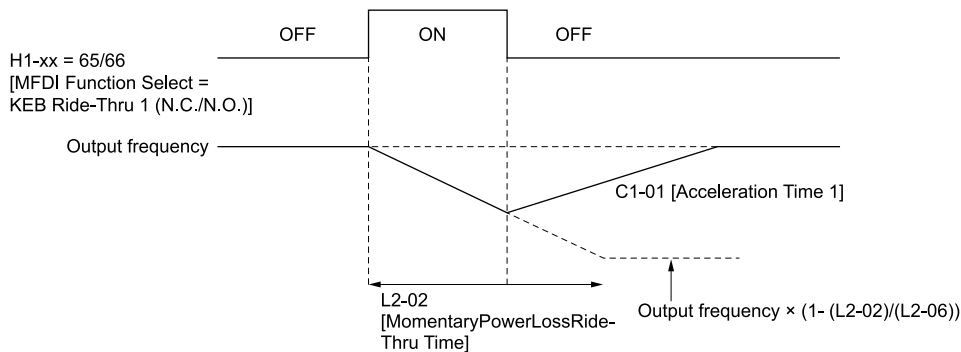 OFF
ON
OFF
H1-xx = 65/66
[MFDI Function Select =
KEB Ride-Thru 1 (N.C./N.O.)]
Output frequency
C1-01 [Acceleration Time 1]
L2-02
[MomentaryPowerLossRide-
Thru Time]
Output frequency × (1- (L2-02)/(L2-06))